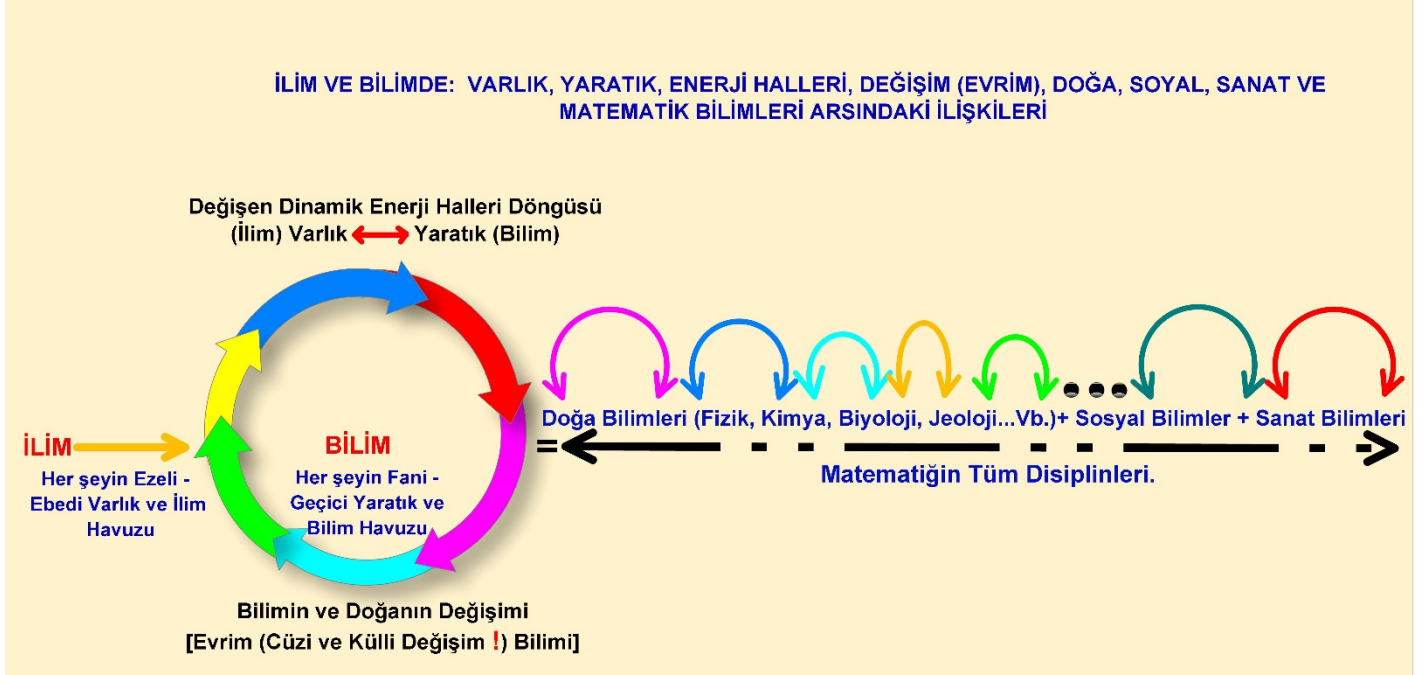 İLİM VE BİLİMDE: VARLIK, YARATIK, ENERJİ HALLERİ, DEĞİŞİM (EVRİM), DOĞA, SOYAL, SANAT VE
MATEMATİK BİLİMLERİ ARSINDAKİ İLİŞKİLERİ
Değişen Dinamik Enerji Halleri Döngüsü
(İlim) Varlık Yaratık (Bilim)
İLİM
Her şeyin Ezeli -
Ebedi Varlık ve İlim
Havuzu
BİLİM
Her şeyin Fani -
Geçici Yaratık ve
Bilim Havuzu
= Doğa Bilimleri (Fizik, Kimya, Biyoloji, Jeoloji...Vb.)+ Sosyal Bilimler + Sanat Bilimleri
Matematiğin Tüm Disiplinleri.
Bilimin ve Doğanın Değişimi
[Evrim (Cüzi ve Külli Değişim !) Bilimi]